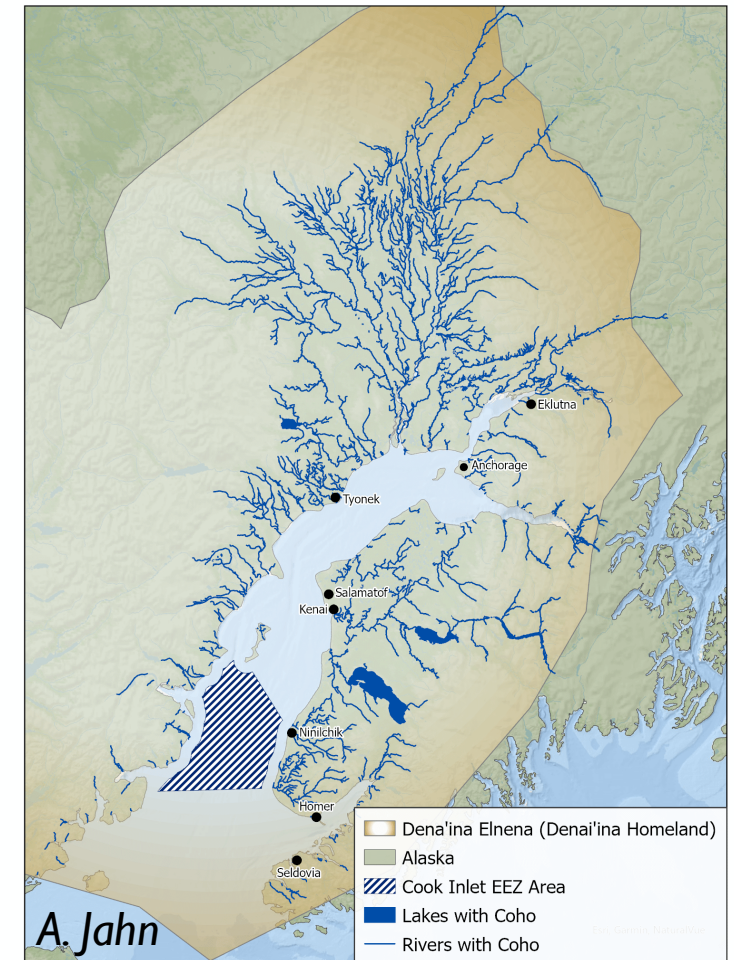 Eklutna
Anchorage
Tyonek
Salamatof
Kenai
Ninilchik
Homer
Seldovia
Dena'ina Elnena (Denai'ina Homeland)
Alaska
Cook Inlet EEZ Area
Lakes with Coho
Rivers with Coho
A. Jahn